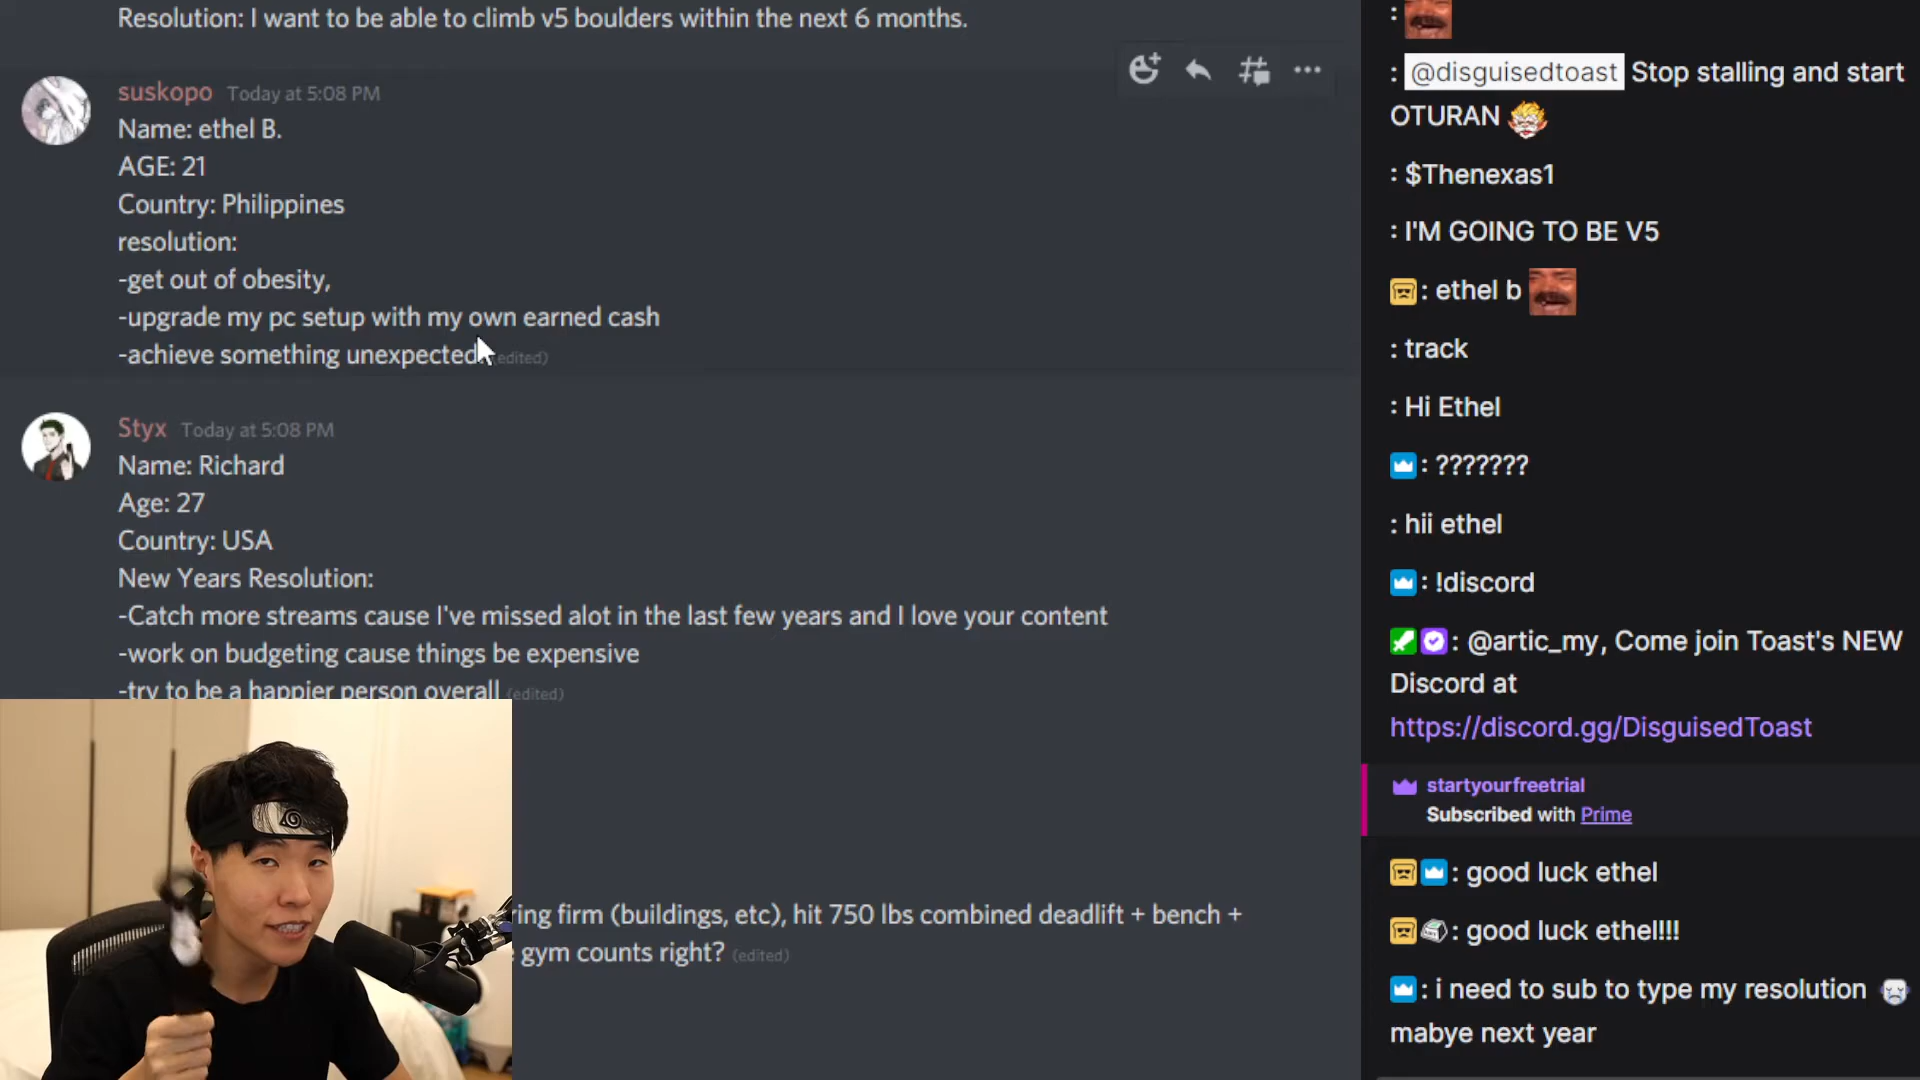 Resolution: I want to be able to climb v5 boulders within the next 6 months.
suskopo Today at 5:08 PM
Name: ethel B.
AGE: 21
Country: Philippines
resolution:
-get out of obesity,
-upgrade my pc setup with my own earned cash
-achieve something unexpected. (edited)
Styx Today at 5:08 PM
Name: Richard
Age: 27
Country: USA
New Years Resolution:
-Catch more streams cause I've missed alot in the last few years and I love your content
-work on budgeting cause things be expensive
-try to be a happier person overall (edited)
firm (buildings, etc), hit 750 lbs combined deadlift + bench +
gym counts right? (edited)
:
: @disguisedtoast Stop stalling and start
OTURAN
: $Thenexas1
: I'M GOING TO BE V5
: ethel b
: track
: Hi Ethel
: ???????
: hii ethel
: !discord
: @artic_my, Come join Toast's NEW
Discord at
https://discord.gg/DisguisedToast
startyourfreetrial
Subscribed with Prime
: good luck ethel
: good luck ethel!!!
: i need to sub to type my resolution
mabye next year